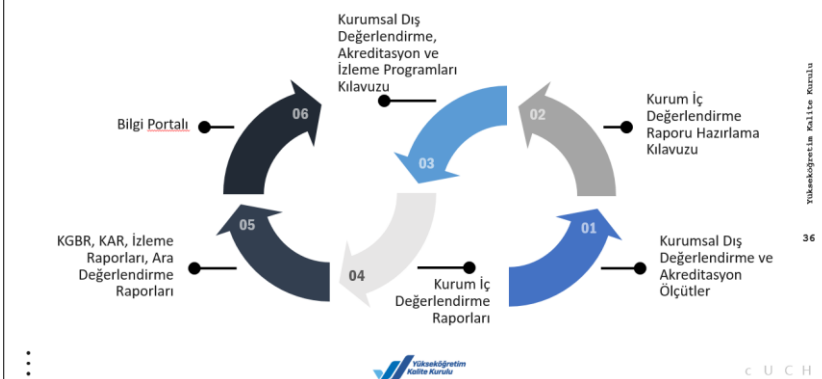 Kurumsal Dış
Değerlendirme,
Akreditasyon ve
İzleme Programları
Kılavuzu
06
Bilgi Portalı
02
Kurum İç
Değerlendirme
Raporu Hazırlama
Kılavuzu
03
05
KGBR, KAR, İzleme
Raporları, Ara
Değerlendirme
Raporları
04
Kurum İç
Değerlendirme
Raporları
01
Kurumsal Dış
Değerlendirme ve
Akreditasyon
Ölçütler
Yükseköğretim Kalite Kurulu
36
Yükseköğretim
Kalite Kurulu
c U C H